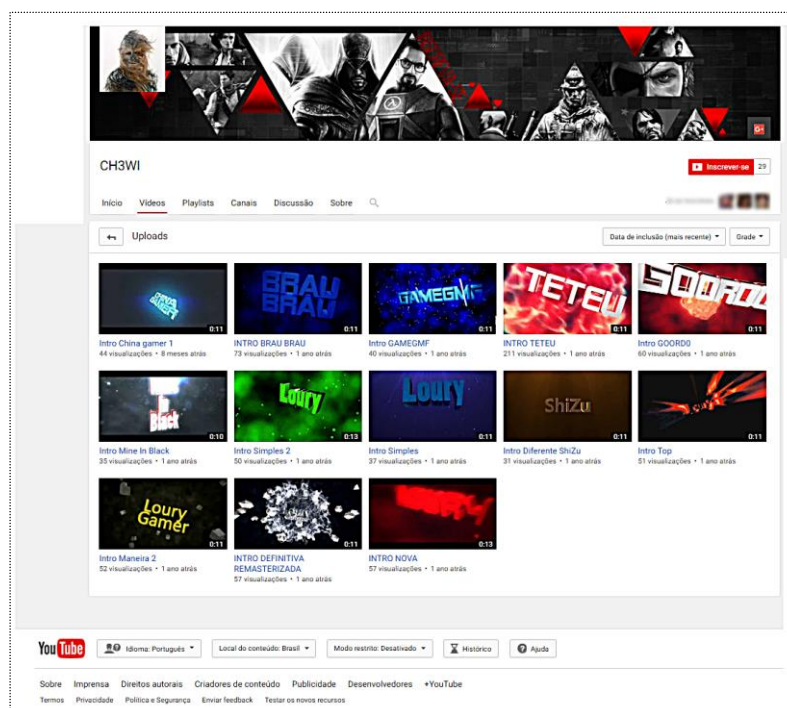 G+
CH3WI
Inscrever-se 29
Início Vídeos Playlists Canais Discussão Sobre
Uploads
Data de inclusão (mais recente) Grade
CHINA GAMER 0:11
BRAU BRAU 0:11
GAMEGMF 0:11
TETEU 0:11
GOORDO 0:11
Intro China gamer 1
44 visualizações • 8 meses atrás
INTRO BRAU BRAU
73 visualizações • 1 ano atrás
Intro GAMEGMF
40 visualizações • 1 ano atrás
INTRO TETEU
211 visualizações • 1 ano atrás
Intro GOORD0
60 visualizações • 1 ano atrás
In Black 0:10
Loury 0:13
Loury 0:11
ShiZu 0:11
0:11
Intro Mine In Black
35 visualizações • 1 ano atrás
Intro Simples 2
50 visualizações • 1 ano atrás
Intro Simples
37 visualizações • 1 ano atrás
Intro Diferente ShiZu
31 visualizações • 1 ano atrás
Intro Top
51 visualizações • 1 ano atrás
Loury
Gamer 0:11
0:11
0:13
Intro Maneira 2
52 visualizações • 1 ano atrás
INTRO DEFINITIVA
REMASTERIZADA
57 visualizações • 1 ano atrás
INTRO NOVA
57 visualizações • 1 ano atrás
YouTube Idioma: Português Local do conteúdo: Brasil Modo restrito: Desativado Histórico Ajuda
Sobre Imprensa Direitos autorais Criadores de conteúdo Publicidade Desenvolvedores +YouTube
Termos Privacidade Política e Segurança Enviar feedback Testar os novos recursos